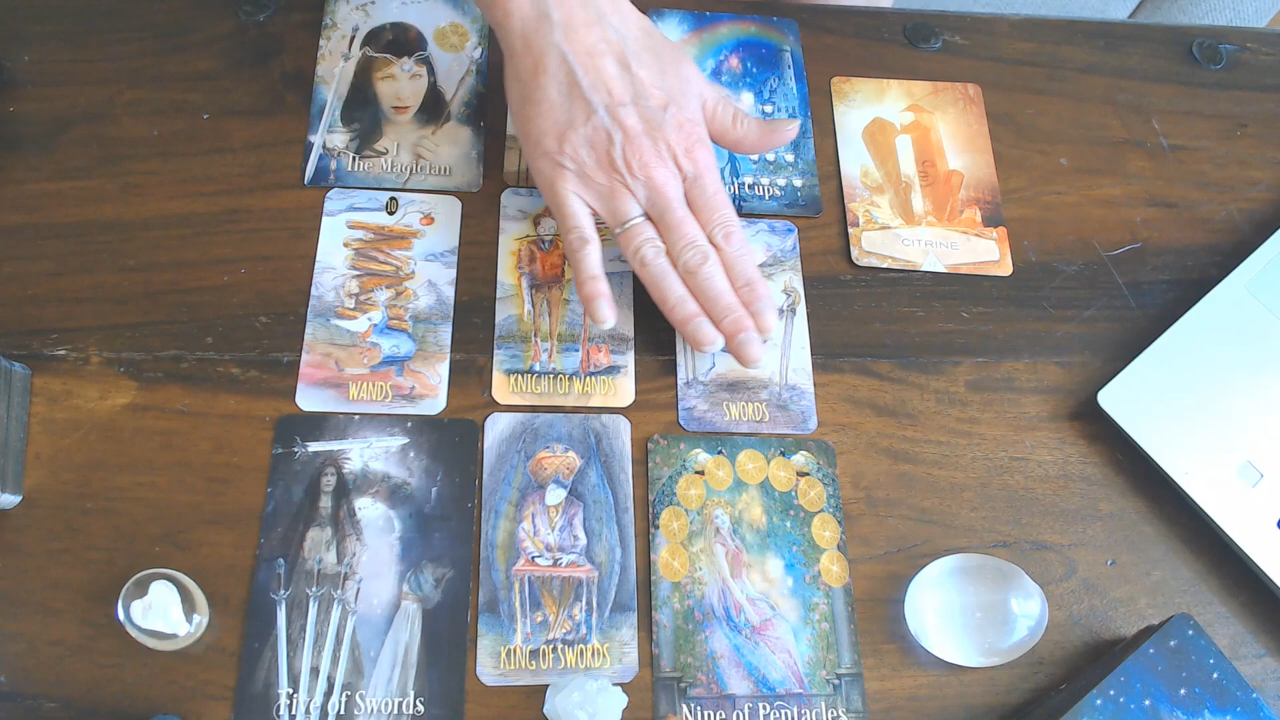 I
The Magician
of Cups
CITRINE
10
WANDS
KNIGHT OF WANDS
SWORDS
Five of Swords
KING OF SWORDS
Nine of Pentacles